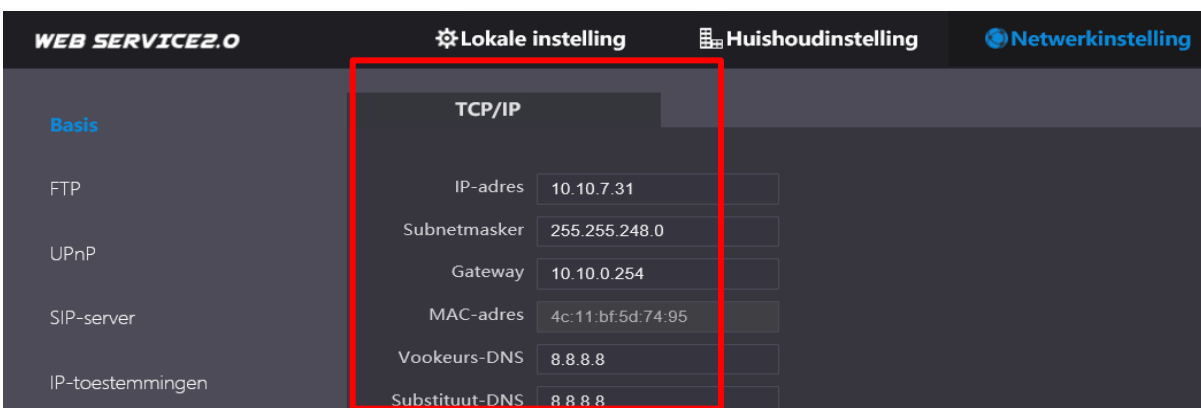 WEB SERVICE2.0 Lokale instelling Huishoudinstelling Netwerkinstelling
TCP/IP
Basis
FTP
UPnP
SIP-server
IP-toestemmingen
IP-adres 10.10.7.31
Subnetmasker 255.255.248.0
Gateway 10.10.0.254
MAC-adres 4c:11:bf:5d:74:95
Vookeurs-DNS 8.8.8.8
Substituut-DNS 8.8.8.8